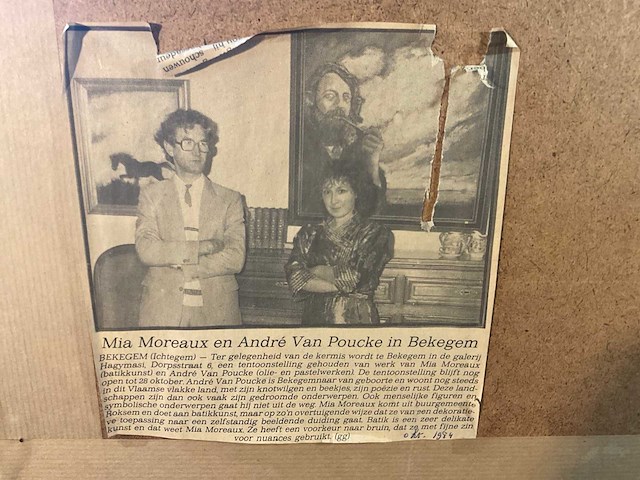 ou hij
schouwen
Mia Moreaux en André Van Poucke in Bekegem
BEKEGEM (Ichtegem) — Ter gelegenheid van de kermis wordt te Bekegem in de galerij
Hagymasi, Dorpsstraat 6, een tentoonstelling gehouden van werk van Mia Moreaux
(batikkunst) en André Van Poucke (olie- en pastelwerken). De tentoonstelling blijft nog
open tot 28 oktober. André Van Poucke is Bekegemnaar van geboorte en woont nog steeds
in dit Vlaamse vlakke land, met zijn knotwilgen en beekjes, zijn poëzie en rust. Deze land-
schappen zijn dan ook vaak zijn gedroomde onderwerpen. Ook menselijke figuren en
symbolische onderwerpen gaat hij niet uit de weg. Mia Moreaux komt uit buurgemeente
Roksem en doet aan batikkunst, maar op zo'n overtuigende wijze dat ze van een dekoratie-
ve toepassing naar een zelfstandig beeldende duiding gaat. Batik is een zeer delikate
kunst en dat weet Mia Moreaux. Ze heeft een voorkeur naar bruin, dat ze met fijne zin
voor nuances gebruikt. (gg)
okt. 1984